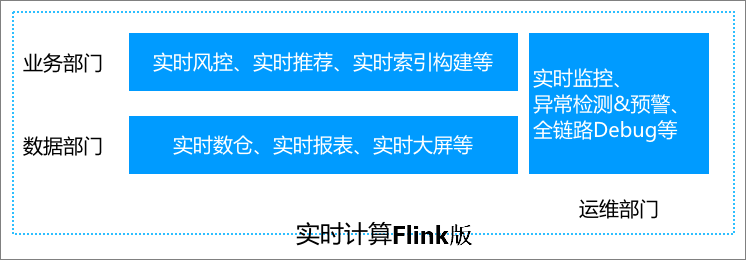 业务部门
实时风控、实时推荐、实时索引构建等
数据部门
实时数仓、实时报表、实时大屏等
实时监控、
异常检测&预警、
全链路Debug等
运维部门
实时计算Flink版